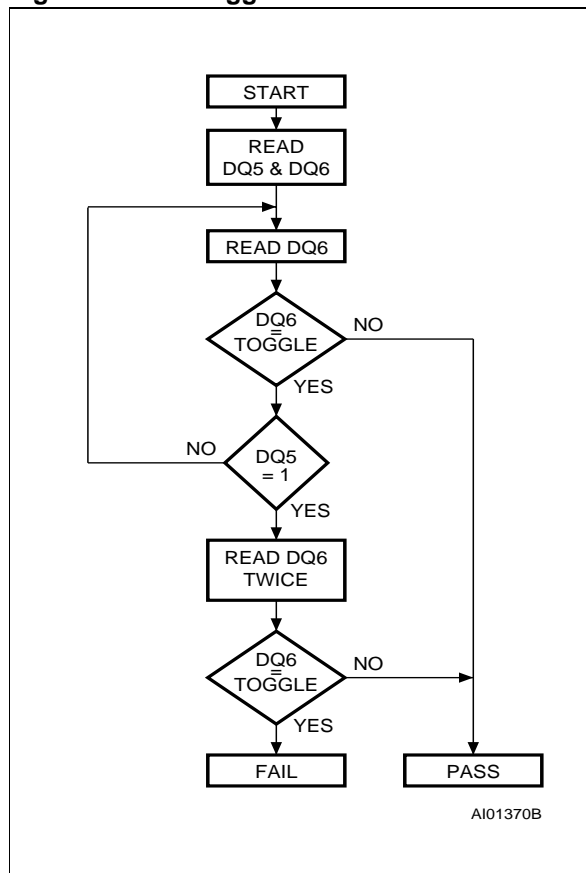 START
READ
DQ5 & DQ6
READ DQ6
DQ6
=
TOGGLE
NO
YES
NO
DQ5
= 1
YES
READ DQ6
TWICE
DQ6
=
TOGGLE
NO
YES
FAIL
PASS
AI01370B